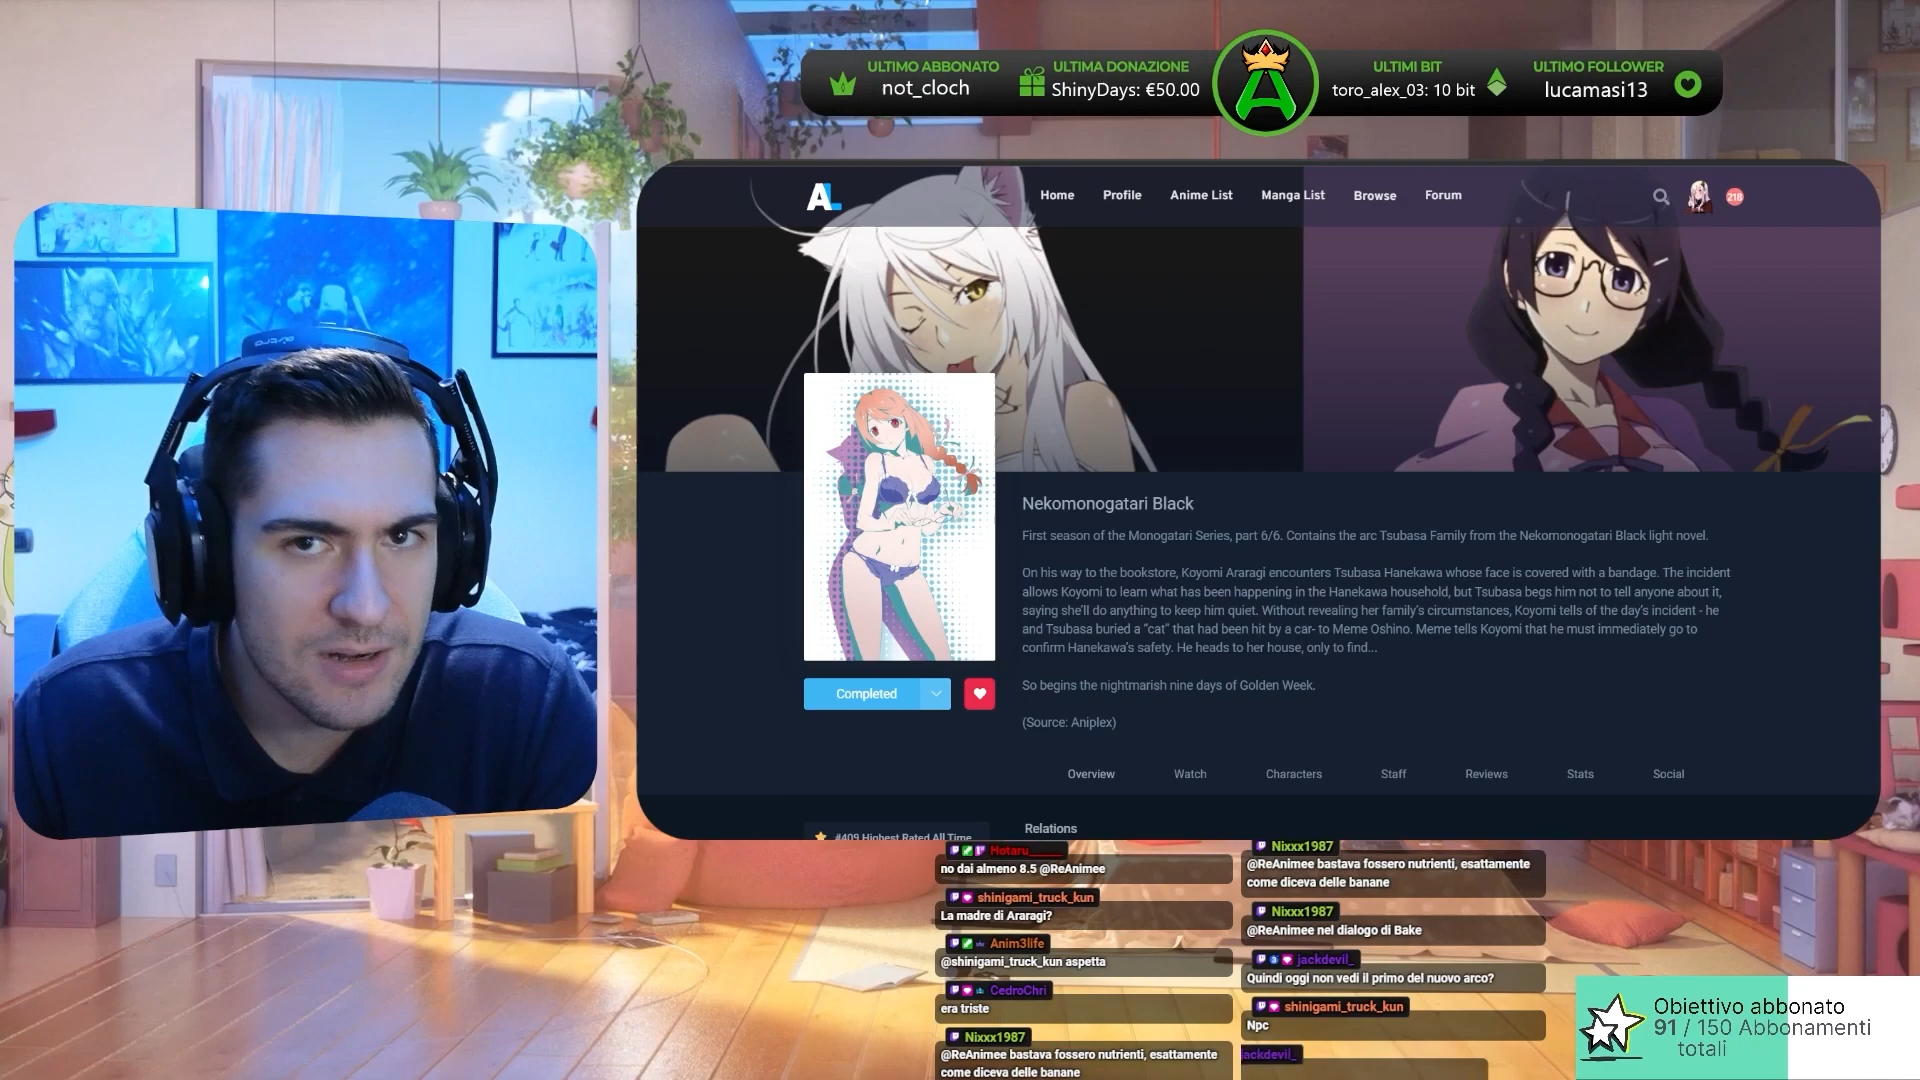 ULTIMO ABBONATO
not_cloch
ULTIMA DONAZIONE
ShinyDays: €50.00
ULTIMI BIT
toro_alex_03: 10 bit
ULTIMO FOLLOWER
lucamasi13
AL
Home
Profile
Anime List
Manga List
Browse
Forum
218
Nekomonogatari Black
First season of the Monogatari Series, part 6/6. Contains the arc Tsubasa Family from the Nekomonogatari Black light novel.
On his way to the bookstore, Koyomi Araragi encounters Tsubasa Hanekawa whose face is covered with a bandage. The incident
allows Koyomi to learn what has been happening in the Hanekawa household, but Tsubasa begs him not to tell anyone about it,
saying she'll do anything to keep him quiet. Without revealing her family's circumstances, Koyomi tells of the day's incident - he
and Tsubasa buried a "cat" that had been hit by a car- to Meme Oshino. Meme tells Koyomi that he must immediately go to
confirm Hanekawa's safety. He heads to her house, only to find...
So begins the nightmarish nine days of Golden Week.
(Source: Aniplex)
Completed
Overview
Watch
Characters
Staff
Reviews
Stats
Social
#409 Highest Rated All Time
Relations
Hotaru_____
no dai almeno 8.5 @ReAnimee
shinigami_truck_kun
La madre di Araragi?
Anim3life
@shinigami_truck_kun aspetta
CedroChri
era triste
Nixxx1987
@ReAnimee bastava fossero nutrienti, esattamente
come diceva delle banane
Nixxx1987
@ReAnimee bastava fossero nutrienti, esattamente
come diceva delle banane
Nixxx1987
@ReAnimee nel dialogo di Bake
jackdevil_
Quindi oggi non vedi il primo del nuovo arco?
shinigami_truck_kun
Npc
jackdevil_
Obiettivo abbonato
91 / 150 Abbonamenti
totali